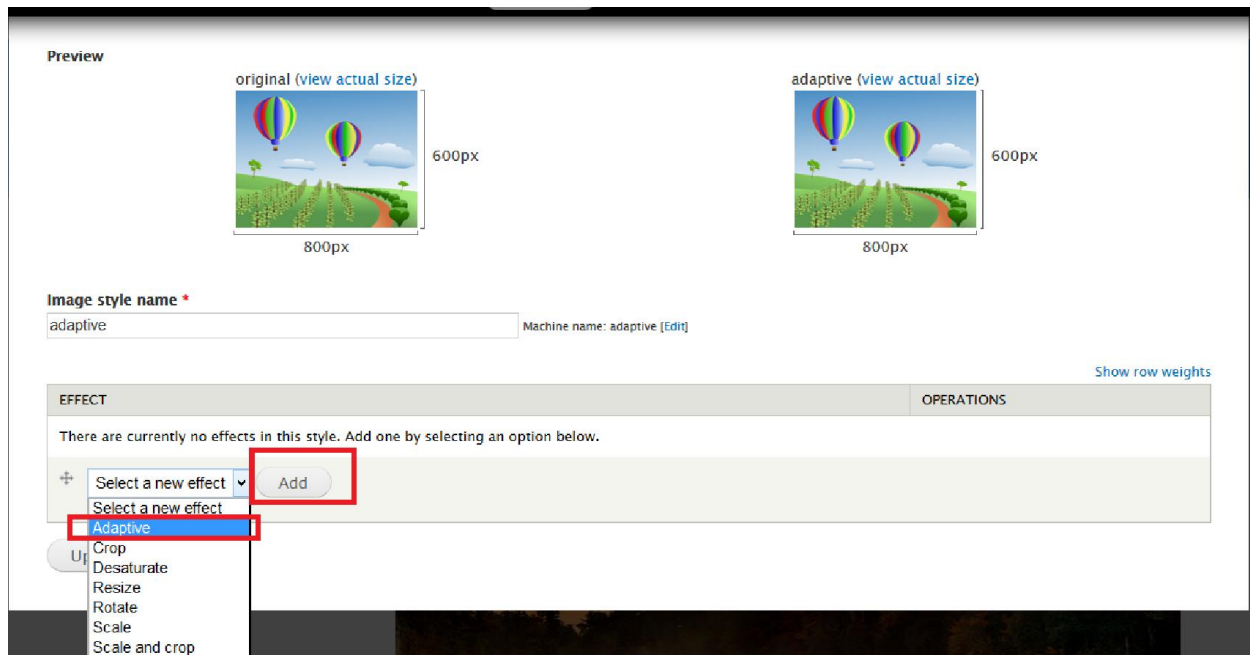 Preview
original (view actual size)
adaptive (view actual size)
600px
600px
800px
800px
Image style name *
adaptive
Machine name: adaptive [Edit]
Show row weights
EFFECT
OPERATIONS
There are currently no effects in this style. Add one by selecting an option below.
Select a new effect
Add
Select a new effect
Adaptive
Crop
Desaturate
Resize
Rotate
Scale
Scale and crop